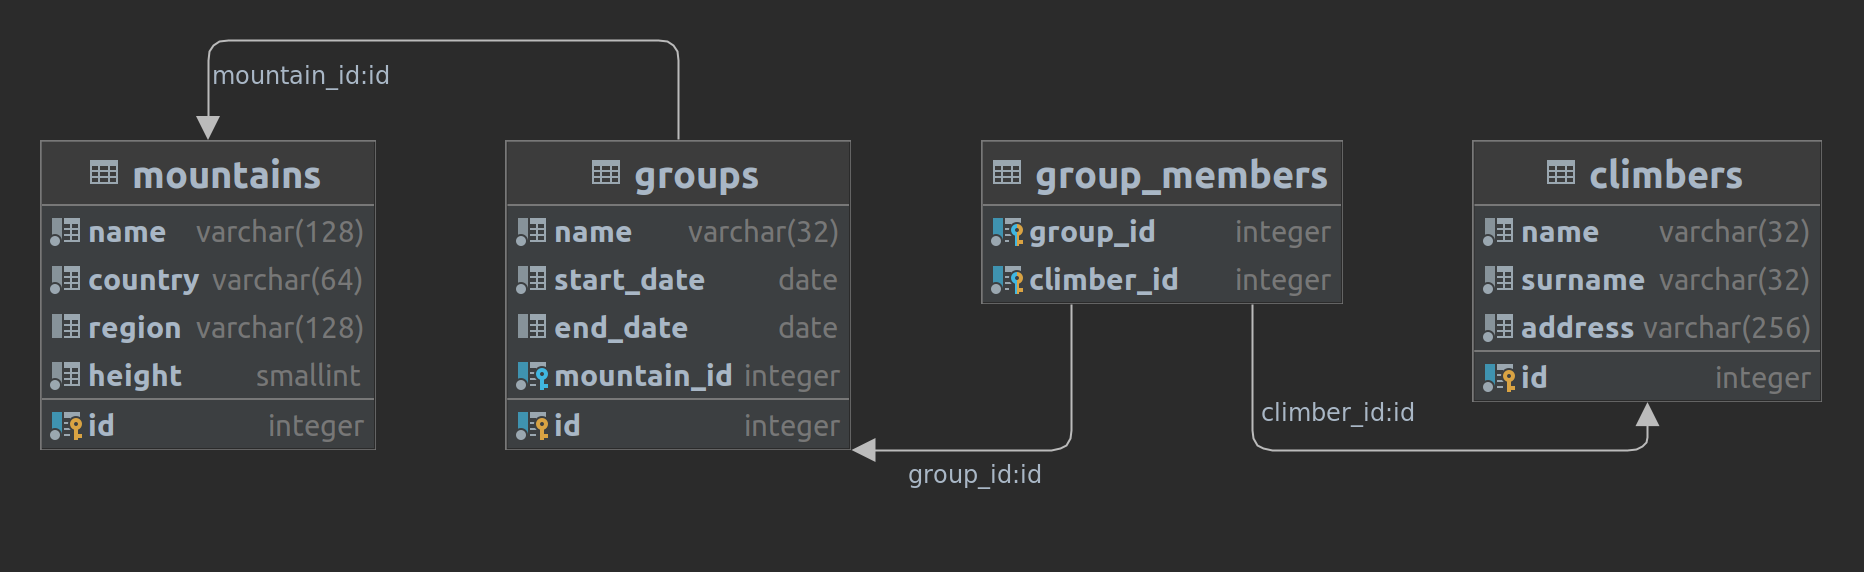 mountain_id:id
mountains
name varchar(128)
country varchar(64)
region varchar(128)
height smallint
id integer
groups
name varchar(32)
start_date date
end_date date
mountain_id integer
id integer
group_members
group_id integer
climber_id integer
group_id:id
climber_id:id
climbers
name varchar(32)
surname varchar(32)
address varchar(256)
id integer